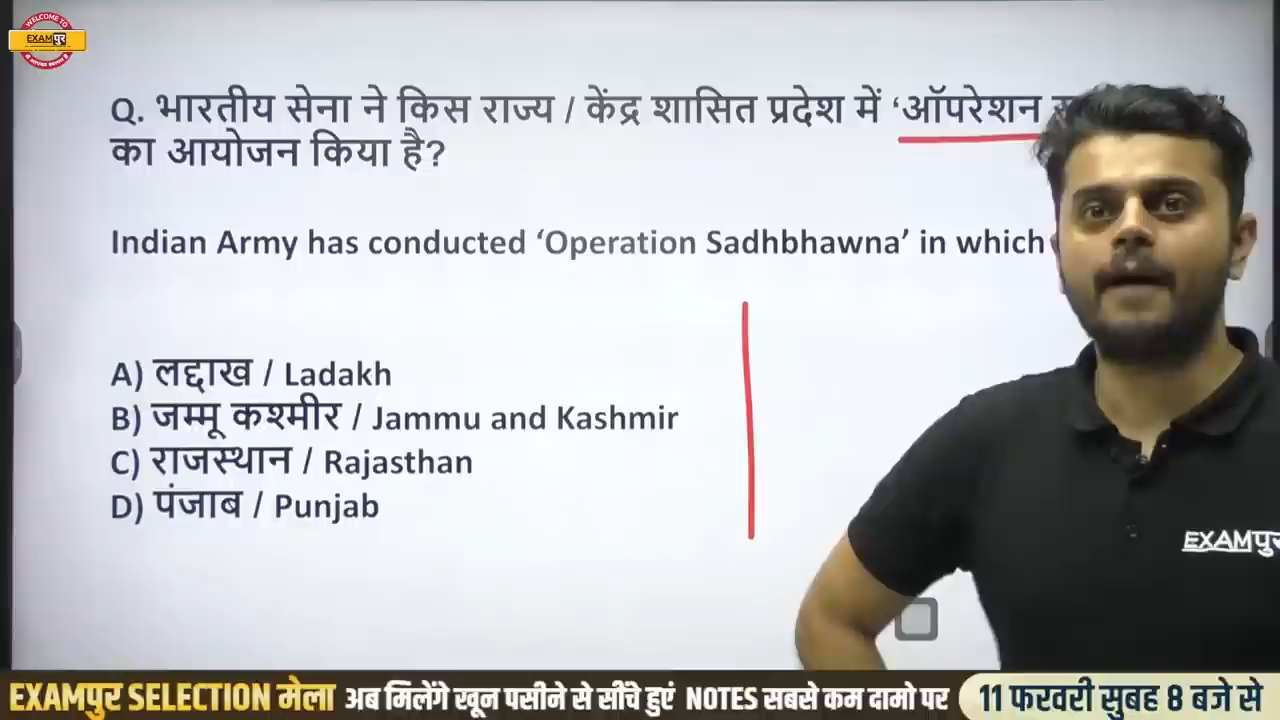 WELCOME TO
EXAMपुर
Q. भारतीय सेना ने किस राज्य / केंद्र शासित प्रदेश में ‘ऑपरेशन
का आयोजन किया है?
Indian Army has conducted ‘Operation Sadhbhawna’ in which
A) लद्दाख / Ladakh
B) जम्मू कश्मीर / Jammu and Kashmir
C) राजस्थान / Rajasthan
D) पंजाब / Punjab
EXAMपुर
EXAMपुर SELECTION मेला अब मिलेंगे खून पसीने से सींचे हुएं NOTES सबसे कम दामो पर 11 फरवरी सुबह 8 बजे से